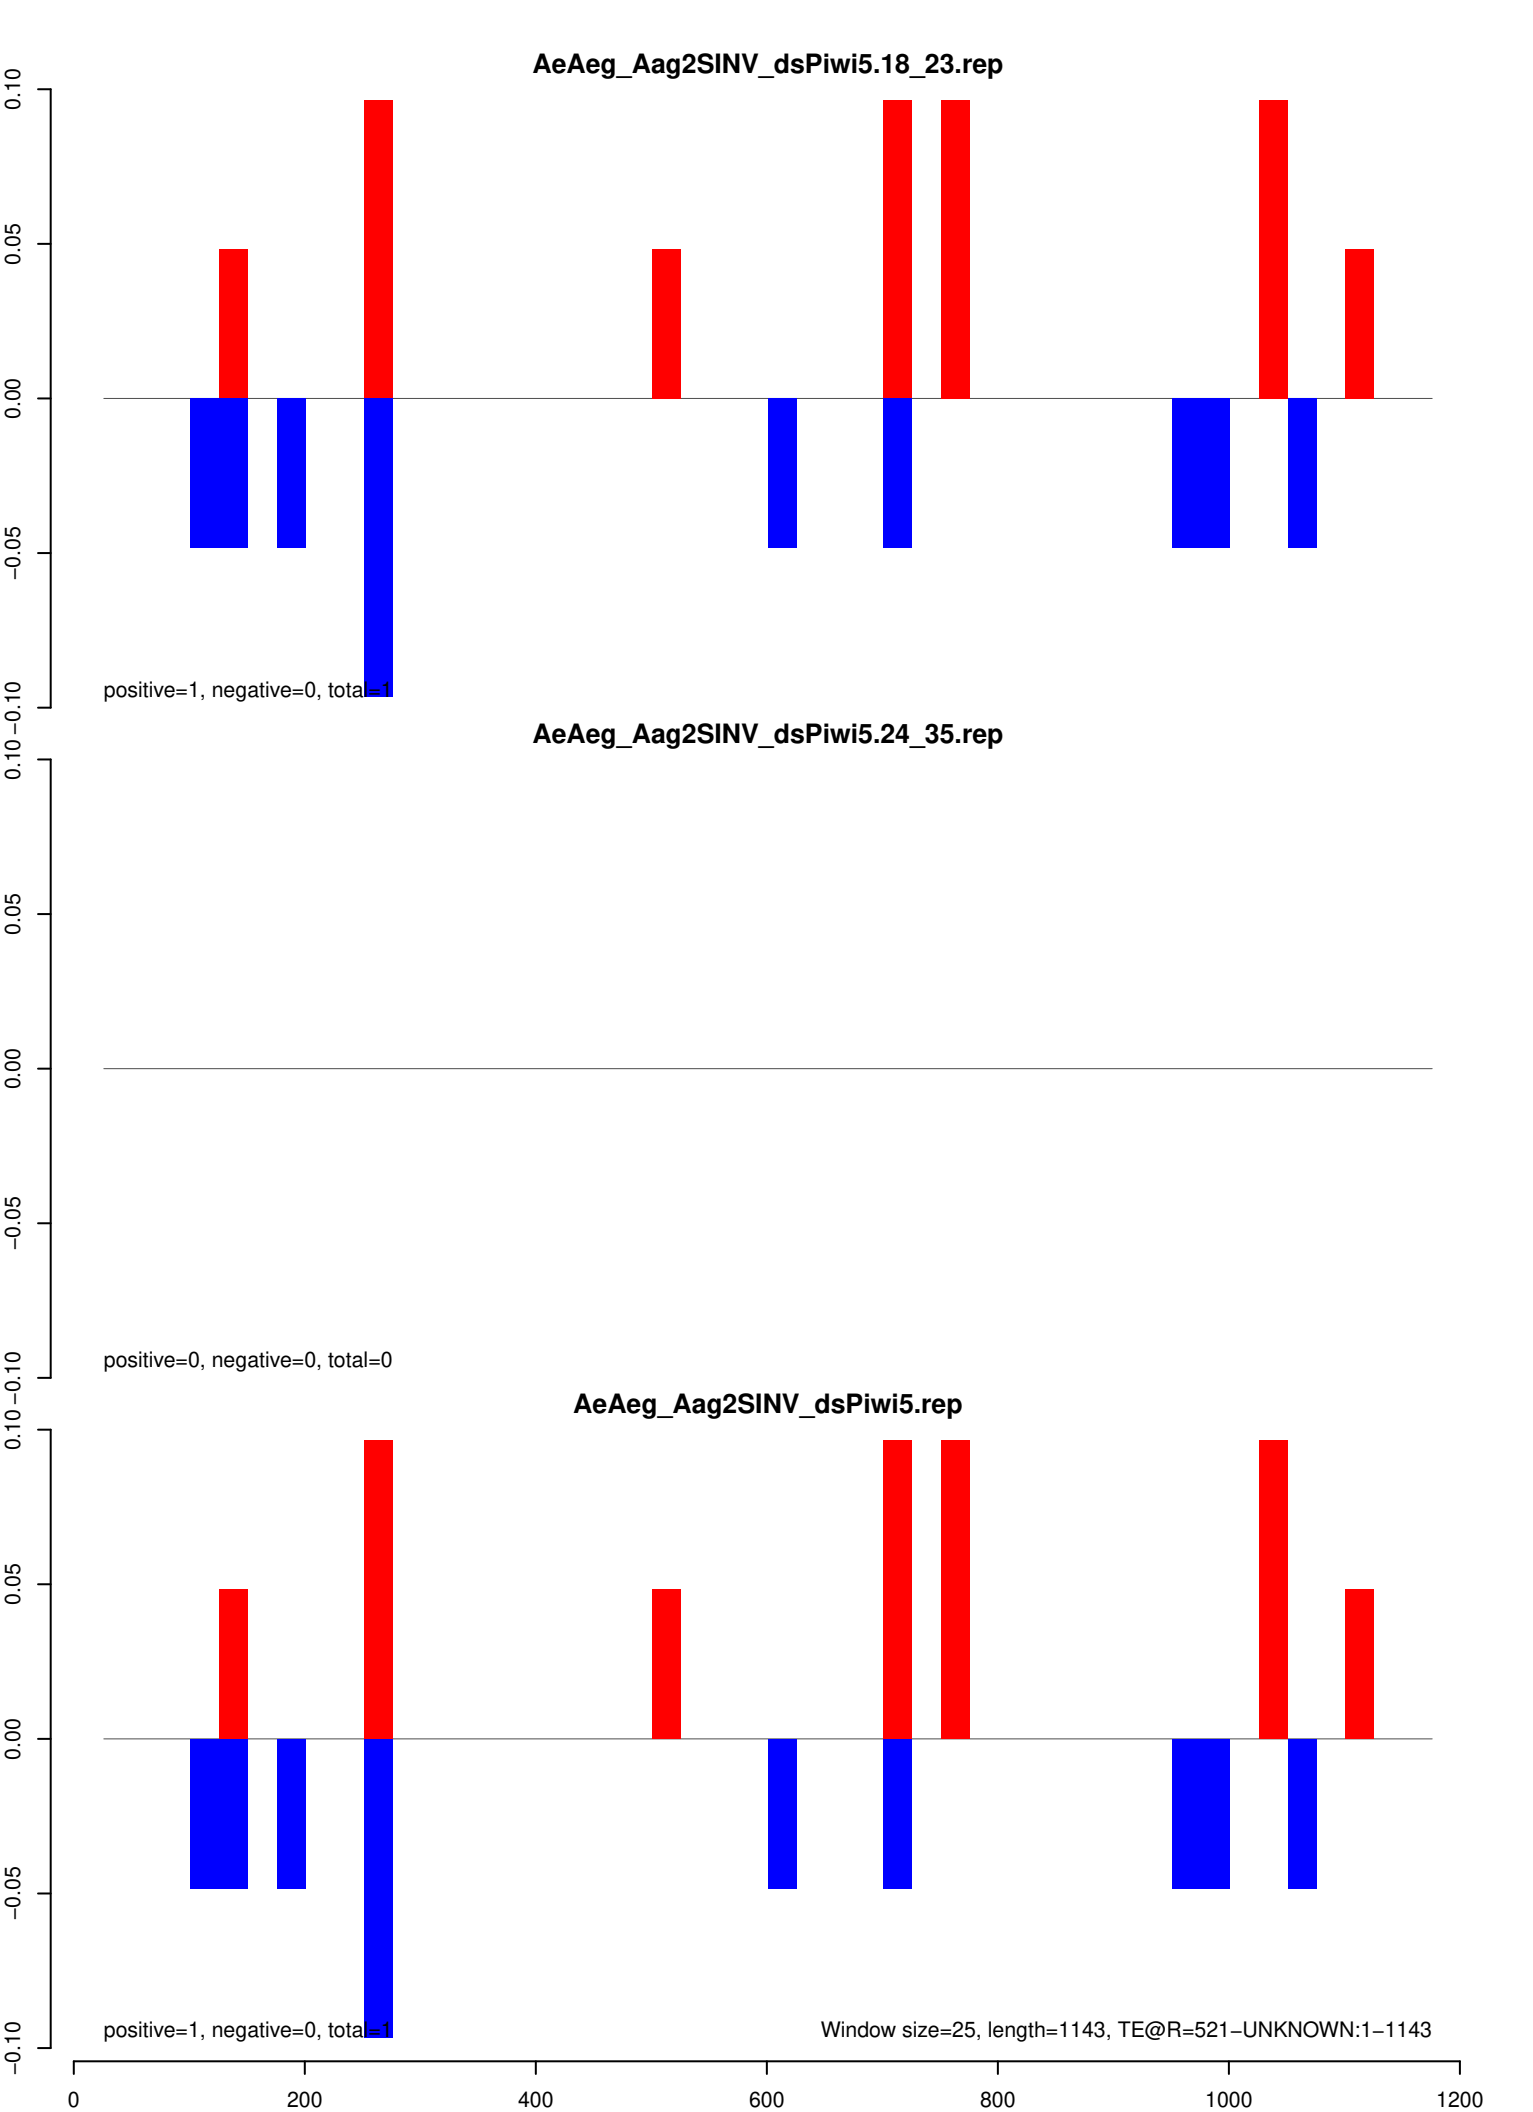 AeAeg_Aag2SINV_dsPiwi5.18_23.rep
0.10
0.05
0.00
−0.05
−0.10
positive=1, negative=0, total=1
AeAeg_Aag2SINV_dsPiwi5.24_35.rep
0.10
0.05
0.00
−0.05
−0.10
positive=0, negative=0, total=0
AeAeg_Aag2SINV_dsPiwi5.rep
0.10
0.05
0.00
−0.05
−0.10
positive=1, negative=0, total=1
Window size=25, length=1143, TE@R=521−UNKNOWN:1−1143
0 200 400 600 800 1000 1200